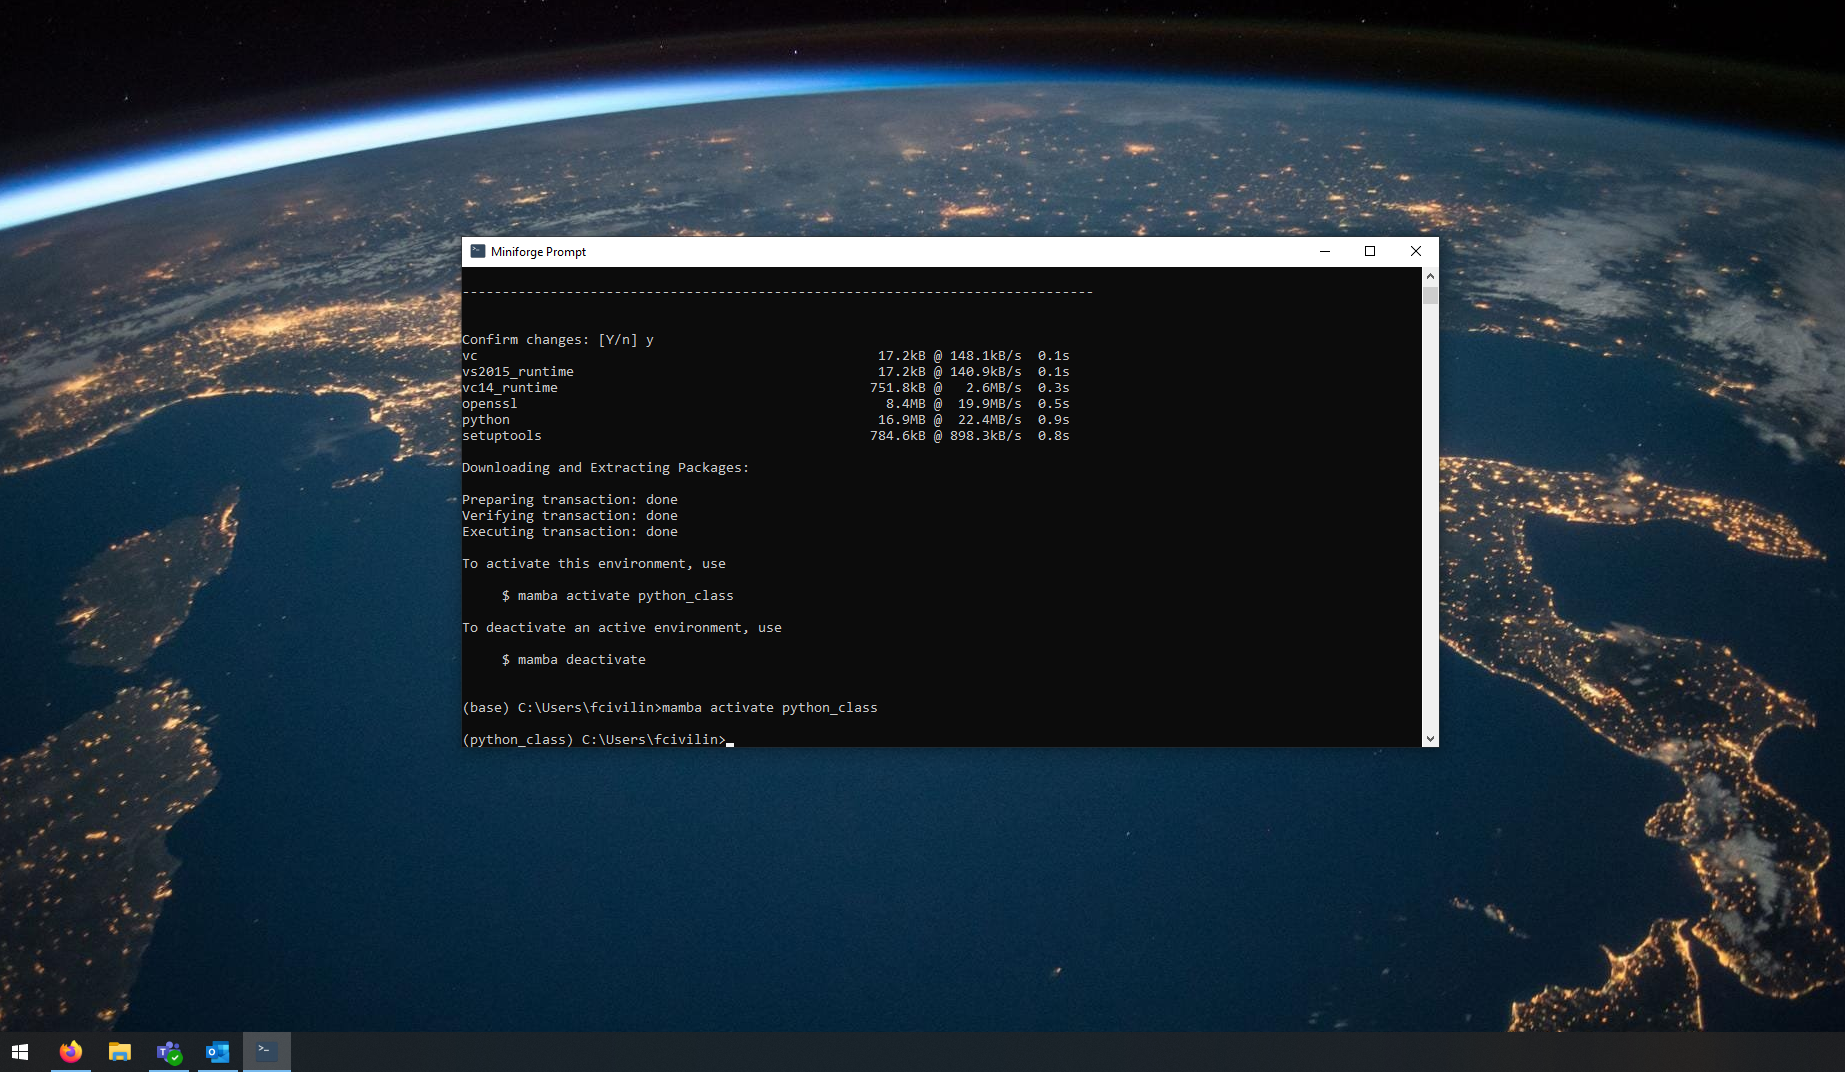 Miniforge Prompt
-------------------------------------------------------------------------------
Confirm changes: [Y/n] y
vc 17.2kB @ 148.1kB/s 0.1s
vs2015_runtime 17.2kB @ 140.9kB/s 0.1s
vc14_runtime 751.8kB @ 2.6MB/s 0.3s
openssl 8.4MB @ 19.9MB/s 0.5s
python 16.9MB @ 22.4MB/s 0.9s
setuptools 784.6kB @ 898.3kB/s 0.8s
Downloading and Extracting Packages:
Preparing transaction: done
Verifying transaction: done
Executing transaction: done
To activate this environment, use
$ mamba activate python_class
To deactivate an active environment, use
$ mamba deactivate
(base) C:\Users\fcivilin>mamba activate python_class
(python_class) C:\Users\fcivilin>